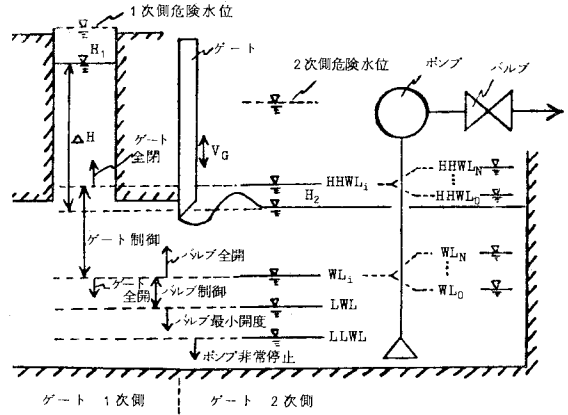 1次側危険水位
H₁
ゲート
2次側危険水位
ポンプ
バルブ
ΔH
ゲート
全閉
V_G
HHWLᵢ
H₂
HHWL_N
HHWL₀
ゲート制御
バルブ全開
ゲート
全開
バルブ制御
WLᵢ
WL_N
WL₀
LWL
バルブ最小開度
LLWL
ポンプ非常停止
ゲート 1次側
ゲート 2次側